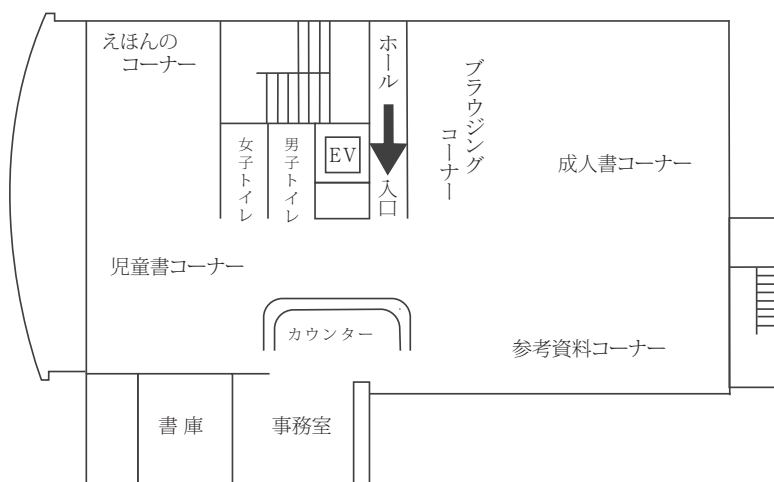 えほんの
コーナー
ホール
ブラウジング
コーナー
女子トイレ
男子トイレ
EV
入口
成人書コーナー
児童書コーナー
カウンター
参考資料コーナー
書庫
事務室